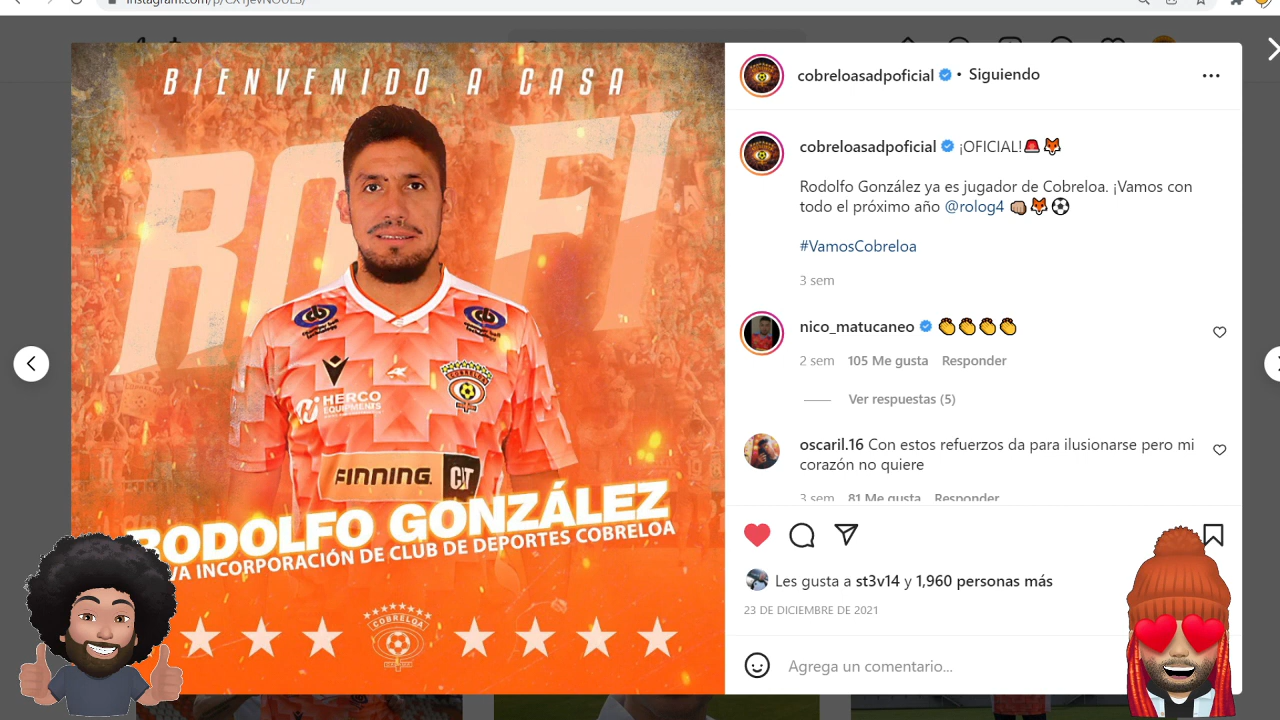 instagram.com/p/CX1jevNOUE5/
BIENVENIDO A CASA
ROFI
HERCO
EQUIPMENTS
FINNING. CAT
RODOLFO GONZÁLEZ
VA INCORPORACIÓN DE CLUB DE DEPORTES COBRELOA
COBRELOA
cobreloasadpoficial • Siguiendo
cobreloasadpoficial ¡OFICIAL!🚨🦊
Rodolfo González ya es jugador de Cobreloa. ¡Vamos con
todo el próximo año @rolog4 👊🏽🦊⚽
#VamosCobreloa
3 sem
nico_matucaneo 👏👏👏👏
2 sem 105 Me gusta Responder
Ver respuestas (5)
oscaril.16 Con estos refuerzos da para ilusionarse pero mi
corazón no quiere
3 sem 81 Me gusta Responder
Les gusta a st3v14 y 1,960 personas más
23 DE DICIEMBRE DE 2021
Agrega un comentario...